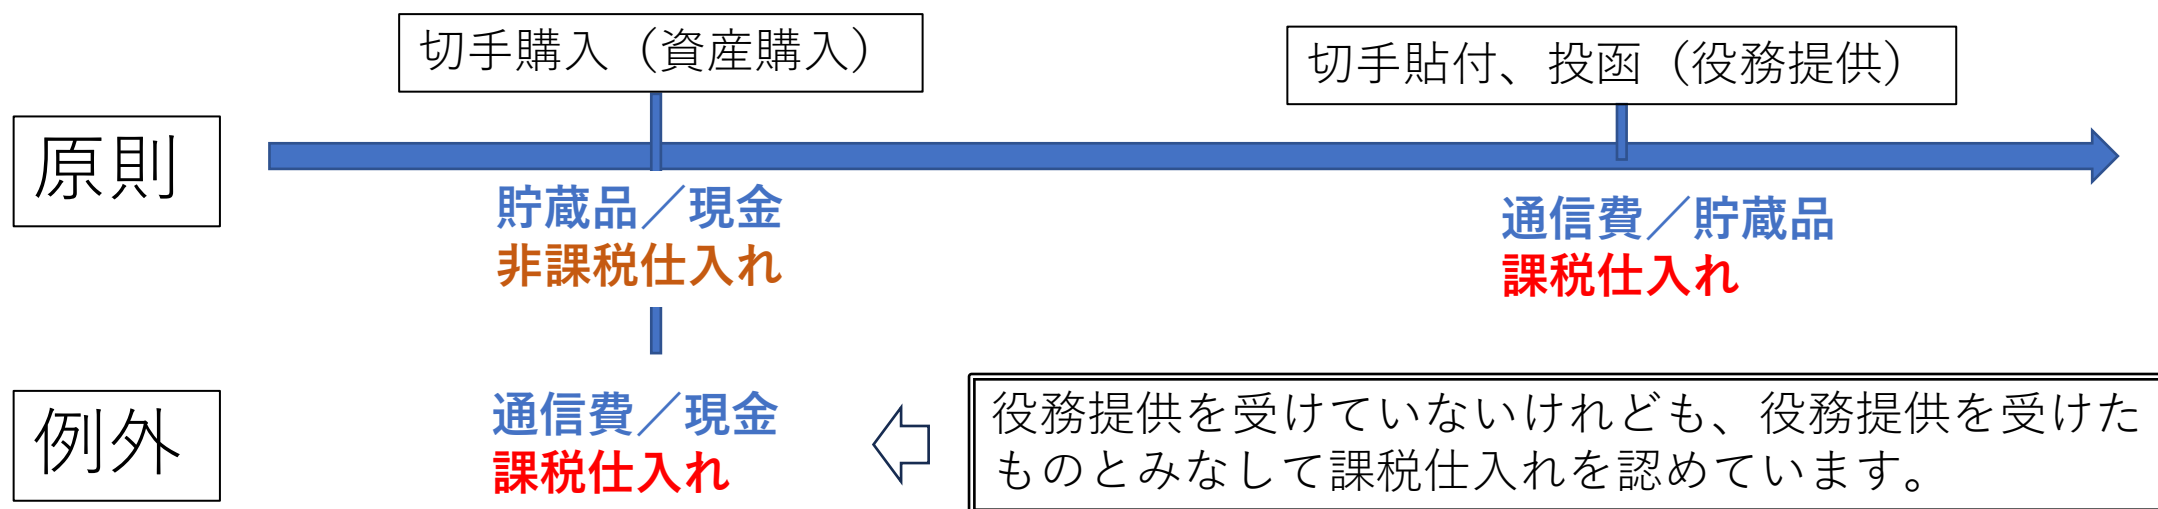 切手購入（資産購入）
切手貼付、投函（役務提供）
原則
貯蔵品／現金
非課税仕入れ
通信費／貯蔵品
課税仕入れ
例外
通信費／現金
課税仕入れ
役務提供を受けていないけれども、役務提供を受けた
ものとみなして課税仕入れを認めています。